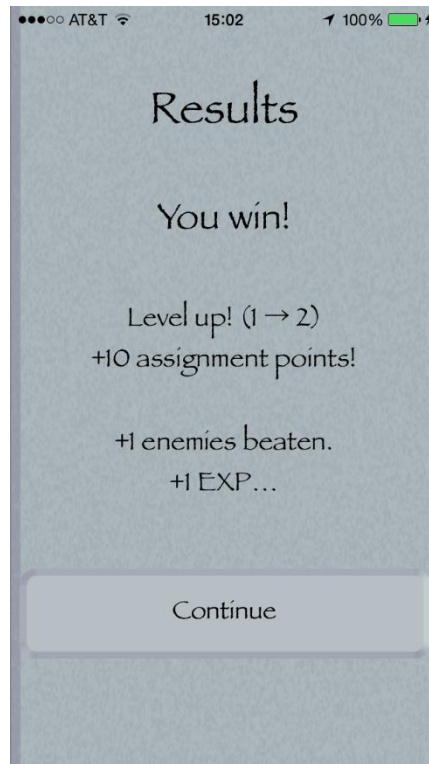 AT&T 15:02 100%
Results
You win!
Level up! (1 → 2)
+10 assignment points!
+1 enemies beaten.
+1 EXP...
Continue